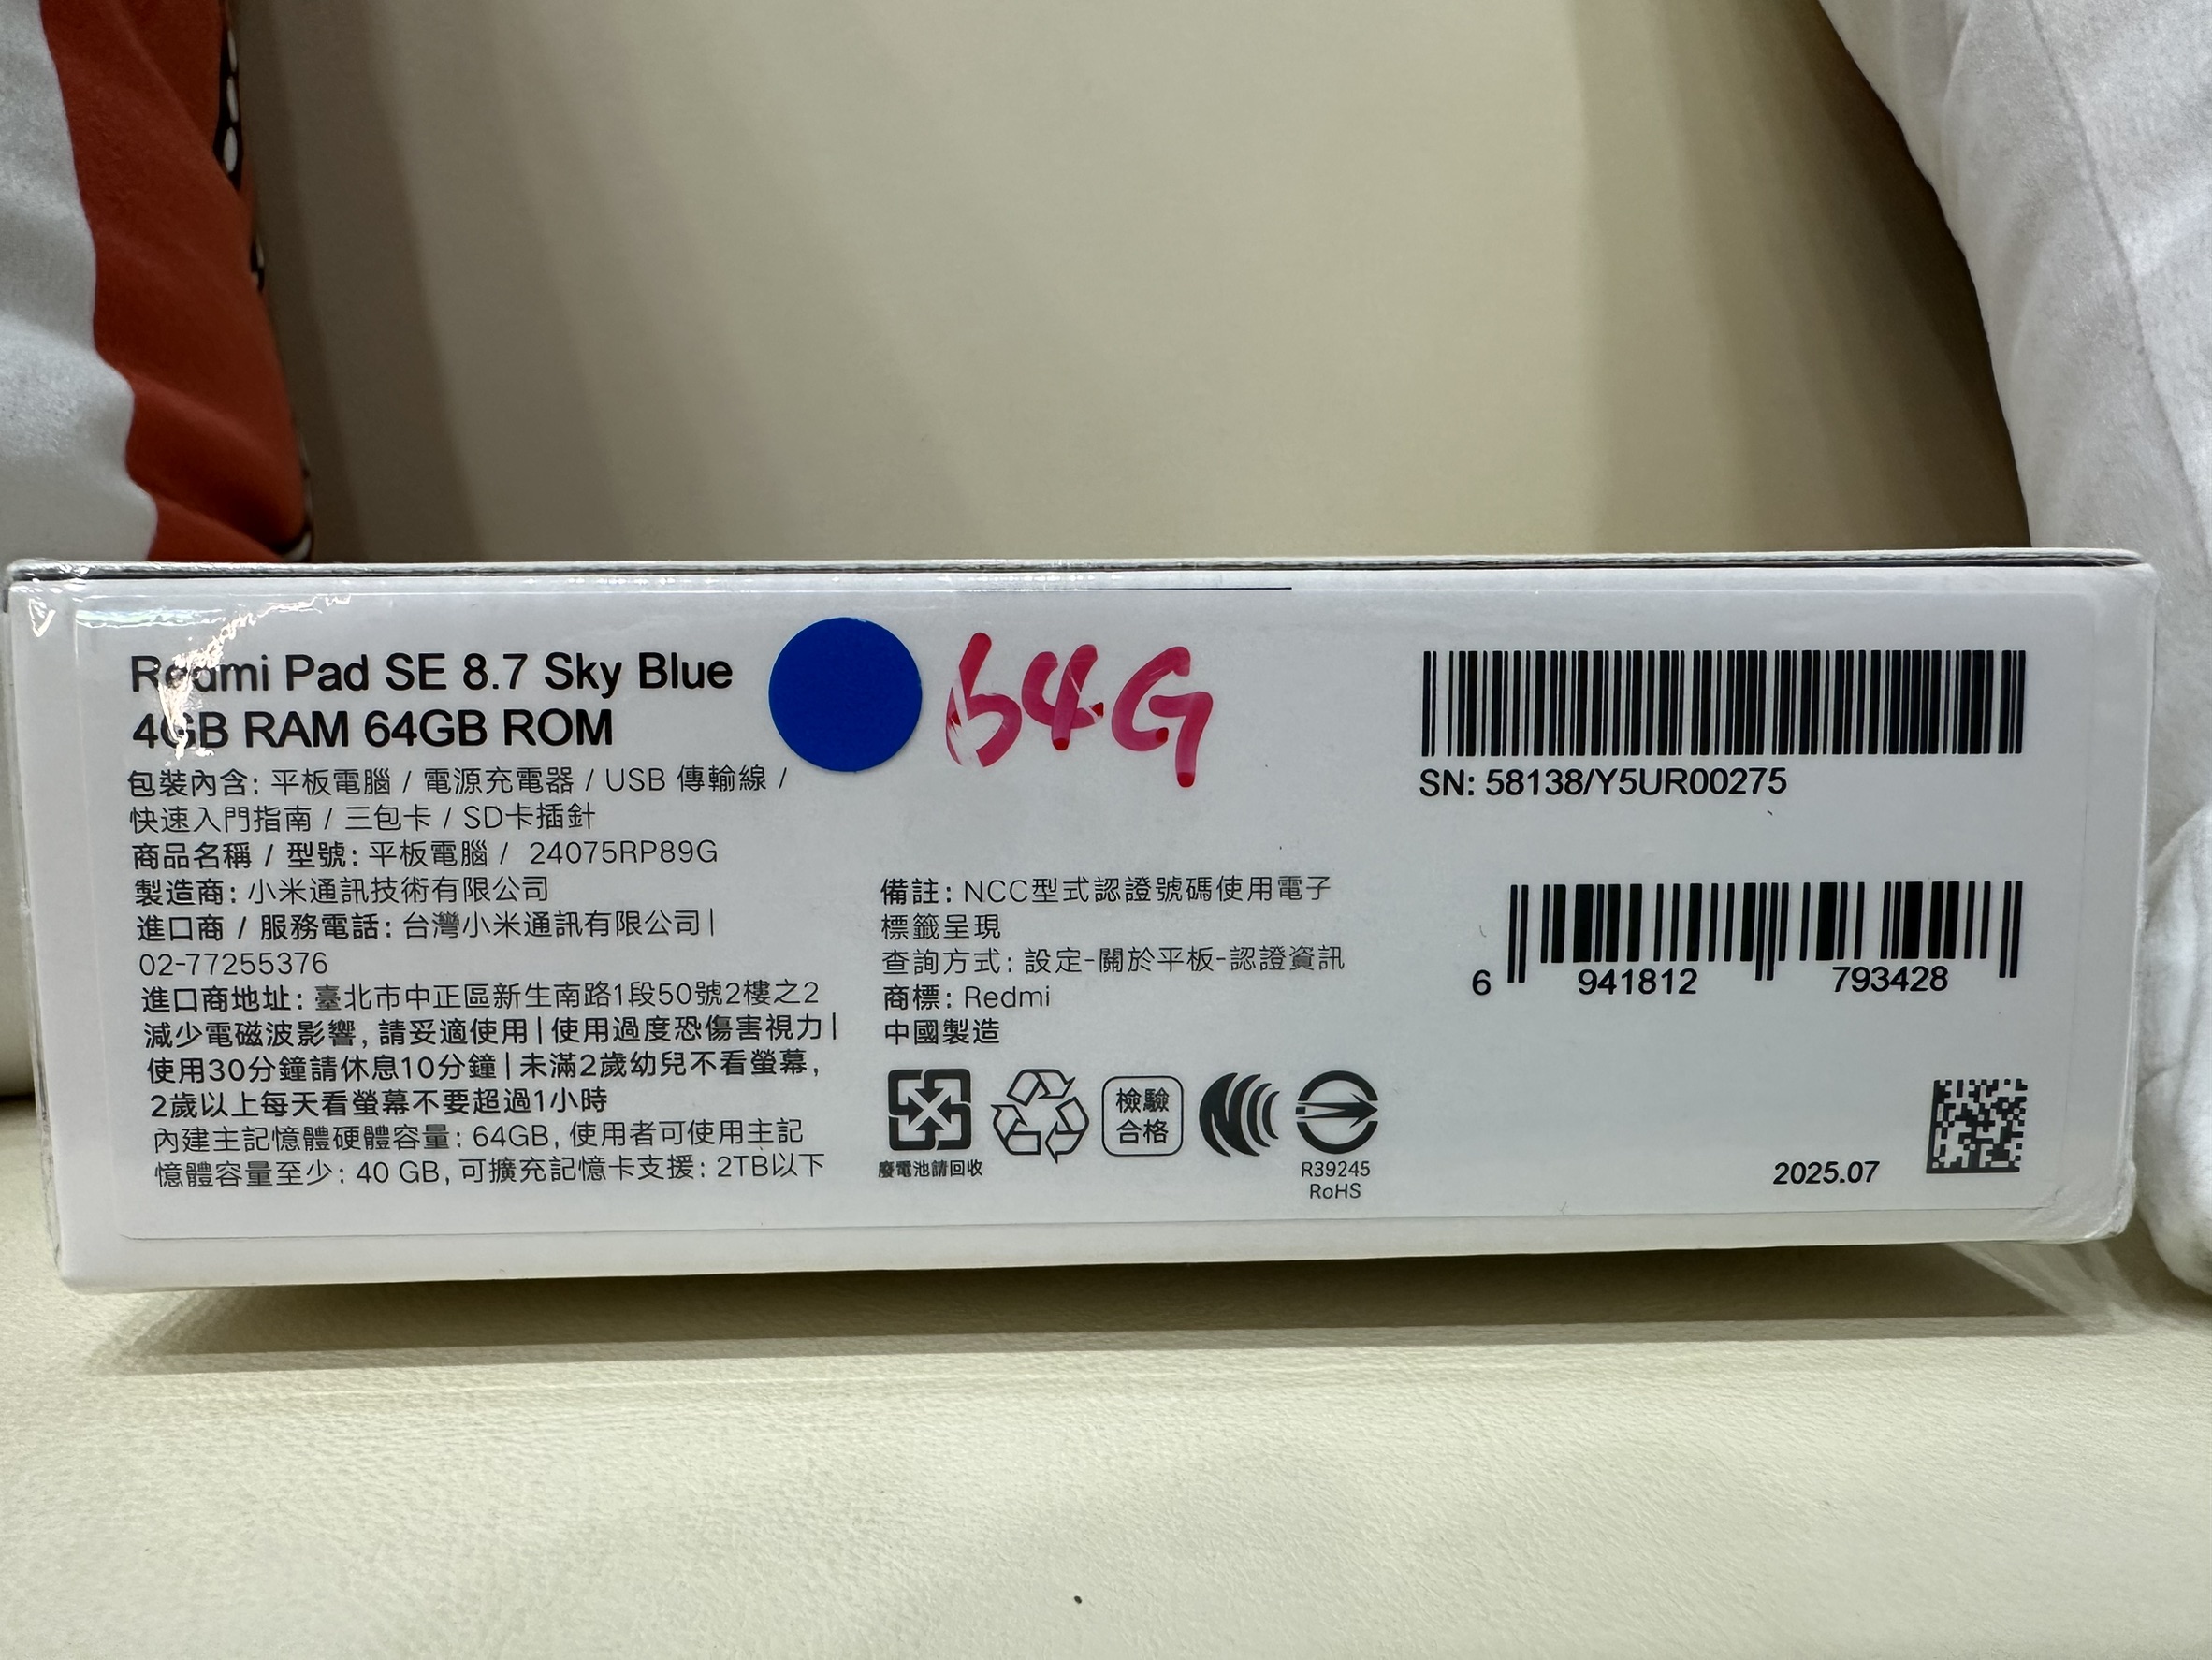 Redmi Pad SE 8.7 Sky Blue
4GB RAM 64GB ROM
64G
包裝內含: 平板電腦 / 電源充電器 / USB 傳輸線 /
快速入門指南 / 三包卡 / SD卡插針
商品名稱 / 型號: 平板電腦 / 24075RP89G
製造商: 小米通訊技術有限公司
進口商 / 服務電話: 台灣小米通訊有限公司|
02-77255376
進口商地址: 臺北市中正區新生南路1段50號2樓之2
減少電磁波影響, 請妥適使用|使用過度恐傷害視力|
使用30分鐘請休息10分鐘|未滿2歲幼兒不看螢幕,
2歲以上每天看螢幕不要超過1小時
內建主記憶體硬體容量: 64GB, 使用者可使用主記
憶體容量至少: 40 GB, 可擴充記憶卡支援: 2TB以下
備註: NCC型式認證號碼使用電子
標籤呈現
查詢方式: 設定-關於平板-認證資訊
商標: Redmi
中國製造
廢電池請回收
檢驗
合格
R39245
RoHS
SN: 58138/Y5UR00275
6 941812 793428
2025.07